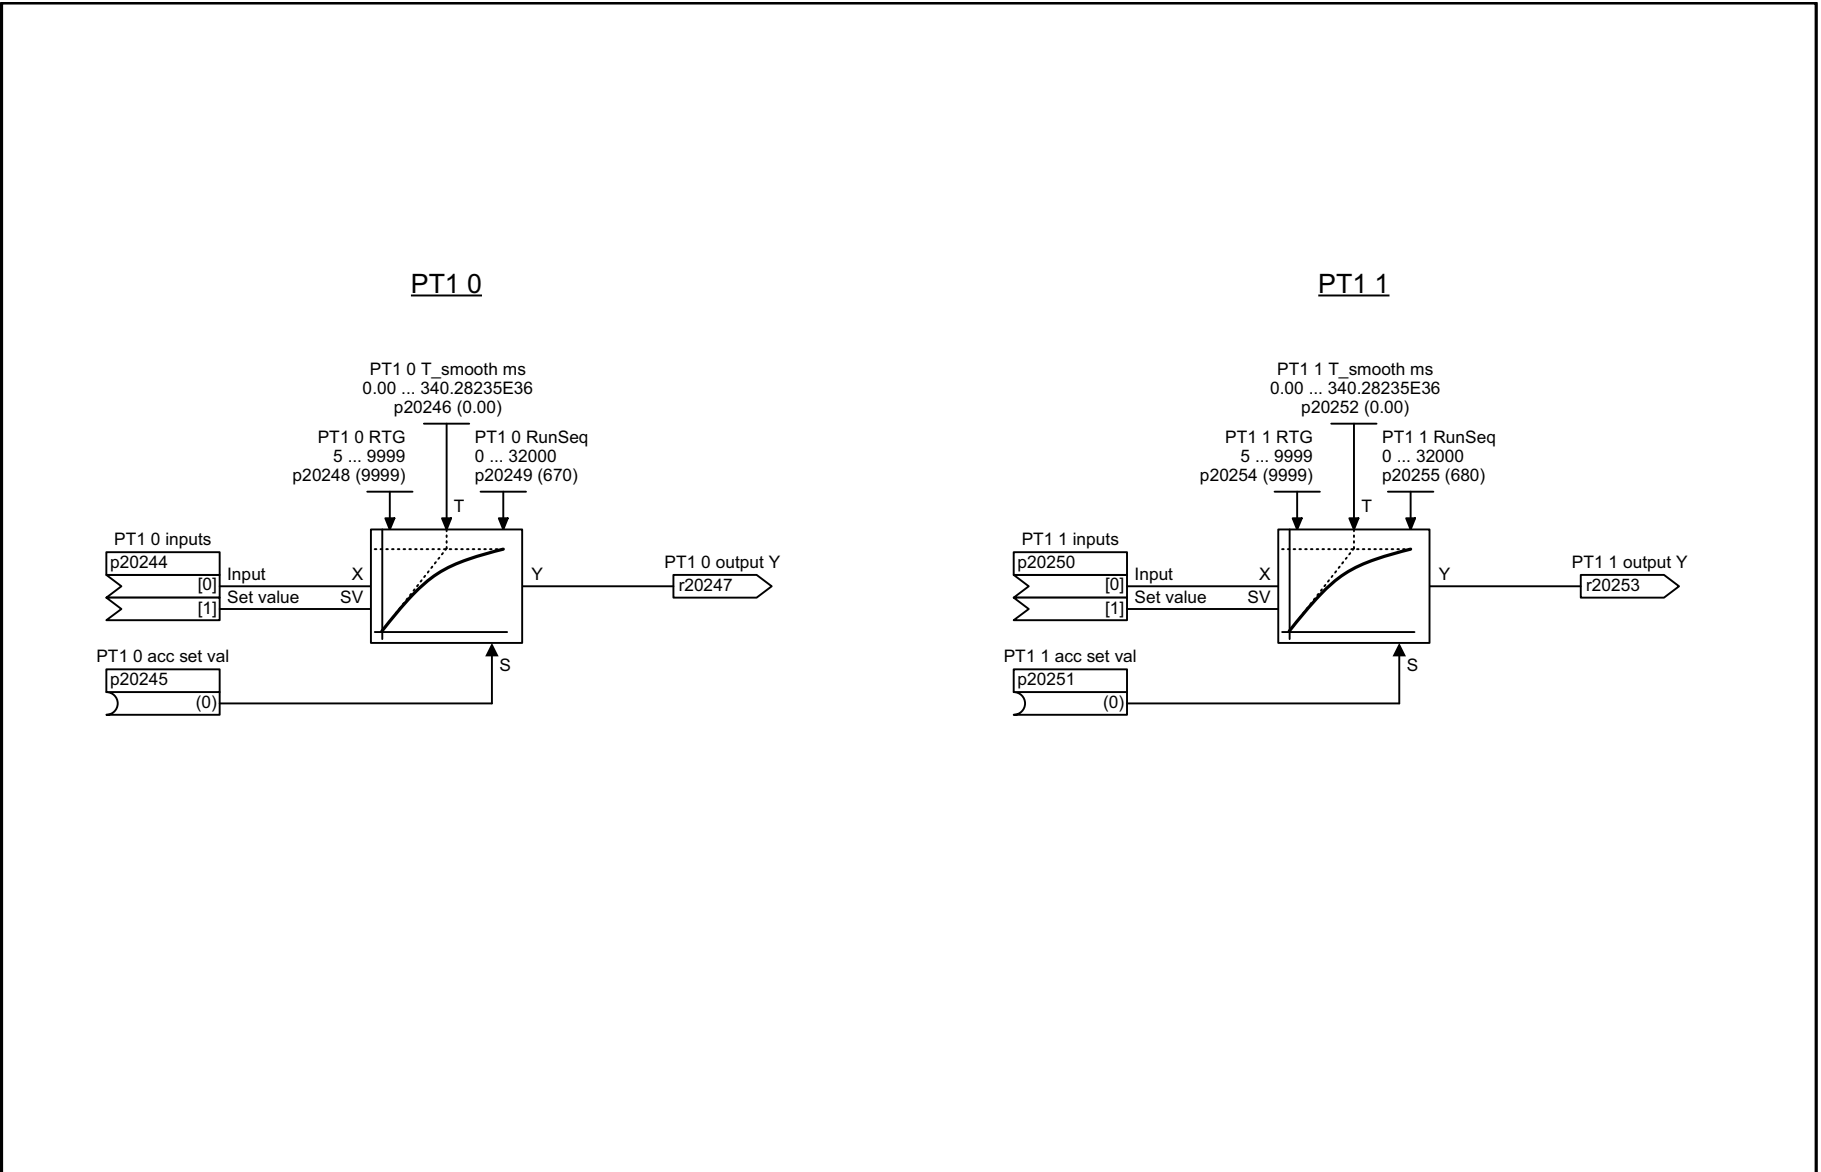 PT1 0
PT1 0 T_smooth ms
0.00 ... 340.28235E36
p20246 (0.00)
PT1 0 RTG
5 ... 9999
p20248 (9999)
PT1 0 RunSeq
0 ... 32000
p20249 (670)
T
PT1 0 inputs
p20244
[0]
Input
X
[1]
Set value
SV
Y
PT1 0 output Y
r20247
PT1 0 acc set val
p20245
(0)
S
PT1 1
PT1 1 T_smooth ms
0.00 ... 340.28235E36
p20252 (0.00)
PT1 1 RTG
5 ... 9999
p20254 (9999)
PT1 1 RunSeq
0 ... 32000
p20255 (680)
T
PT1 1 inputs
p20250
[0]
Input
X
[1]
Set value
SV
Y
PT1 1 output Y
r20253
PT1 1 acc set val
p20251
(0)
S